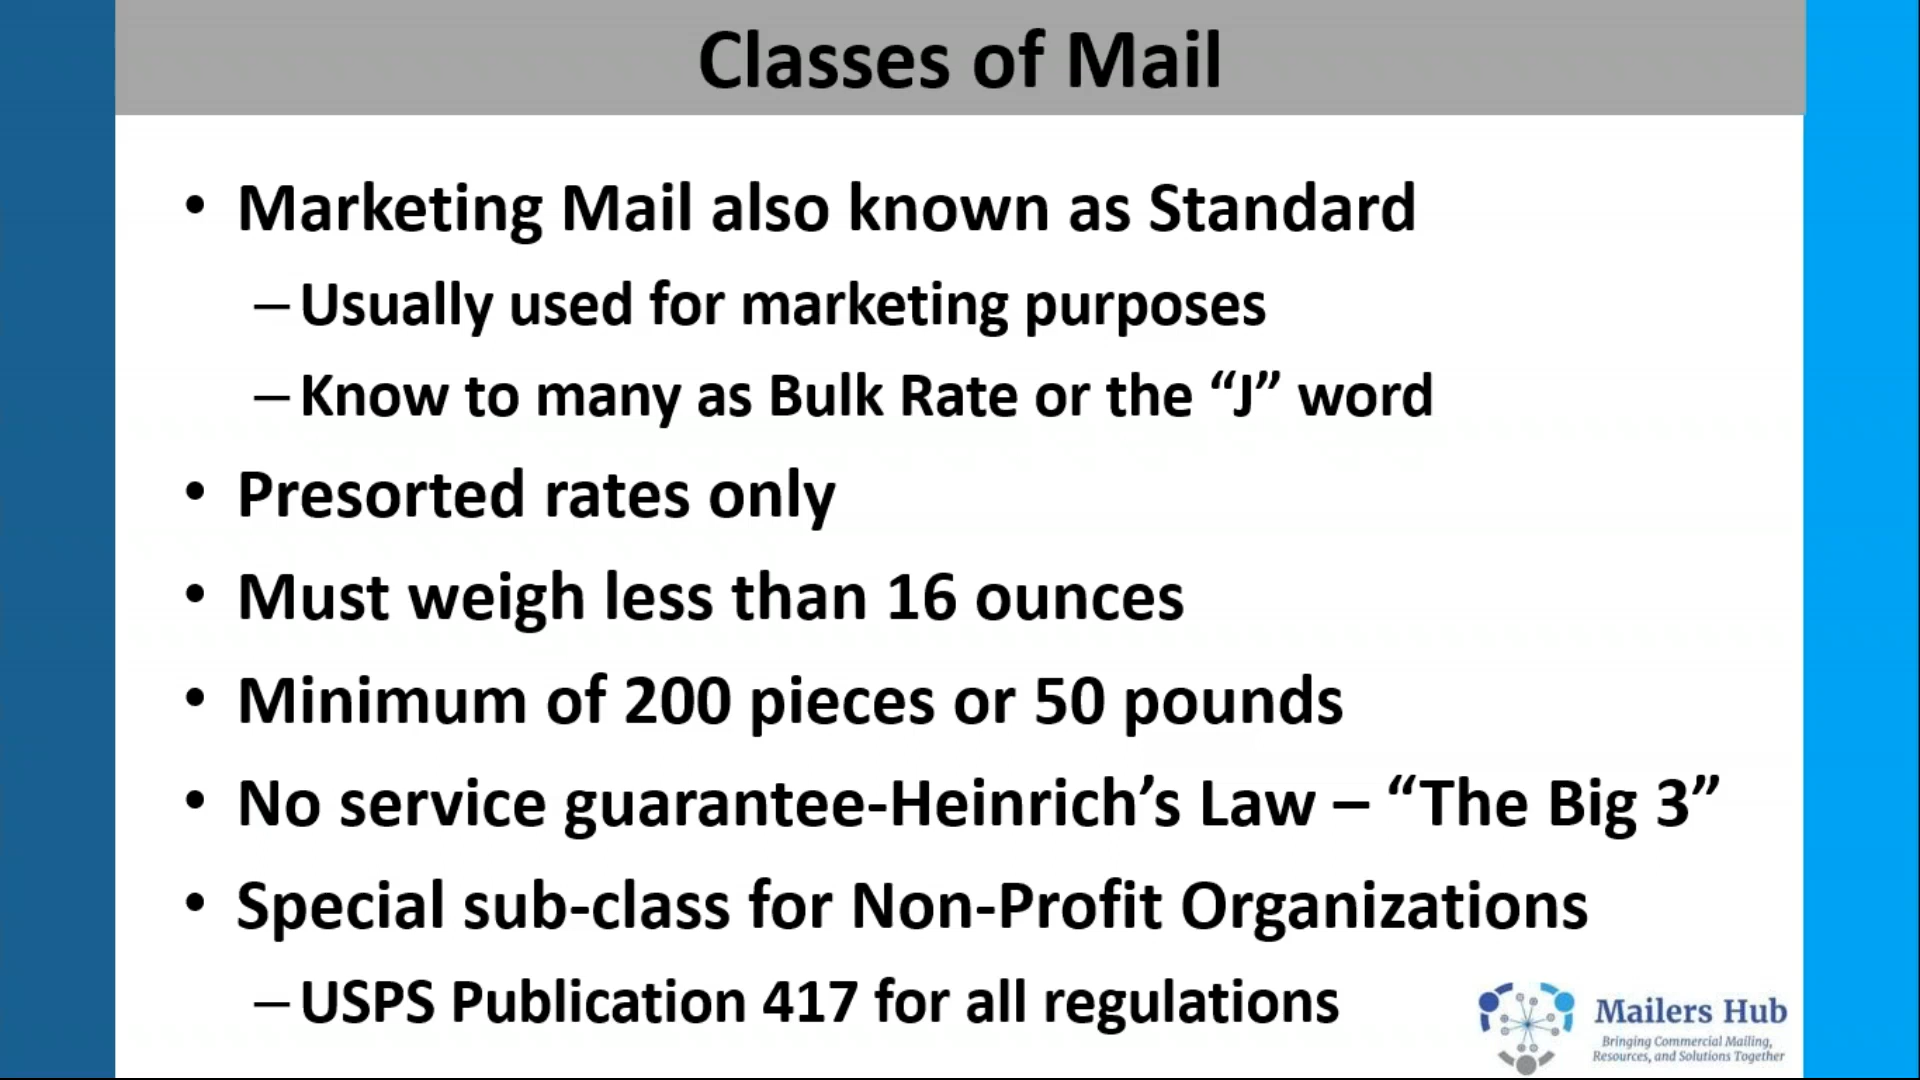 Classes of Mail
• Marketing Mail also known as Standard
– Usually used for marketing purposes
– Know to many as Bulk Rate or the “J” word
• Presorted rates only
• Must weigh less than 16 ounces
• Minimum of 200 pieces or 50 pounds
• No service guarantee-Heinrich’s Law – “The Big 3”
• Special sub-class for Non-Profit Organizations
– USPS Publication 417 for all regulations
Mailers Hub
Bringing Commercial Mailing,
Resources, and Solutions Together